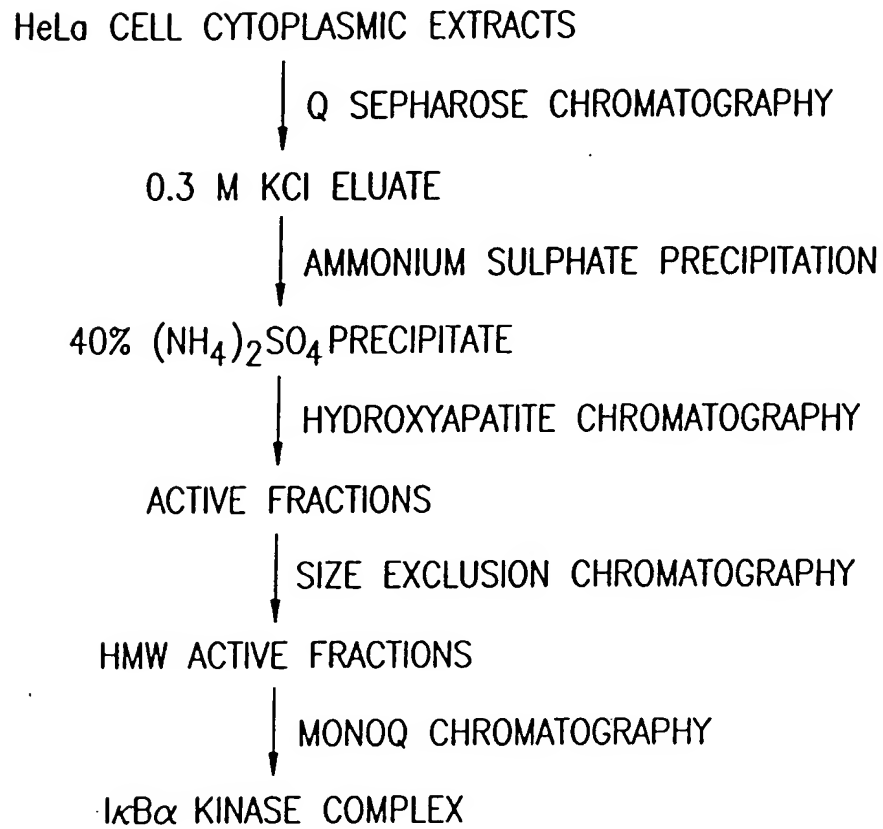 HeLa CELL CYTOPLASMIC EXTRACTS
Q SEPHAROSE CHROMATOGRAPHY
0.3 M KCl ELUATE
AMMONIUM SULPHATE PRECIPITATION
40% (NH₄)₂SO₄ PRECIPITATE
HYDROXYAPATITE CHROMATOGRAPHY
ACTIVE FRACTIONS
SIZE EXCLUSION CHROMATOGRAPHY
HMW ACTIVE FRACTIONS
MONOQ CHROMATOGRAPHY
IκBα KINASE COMPLEX